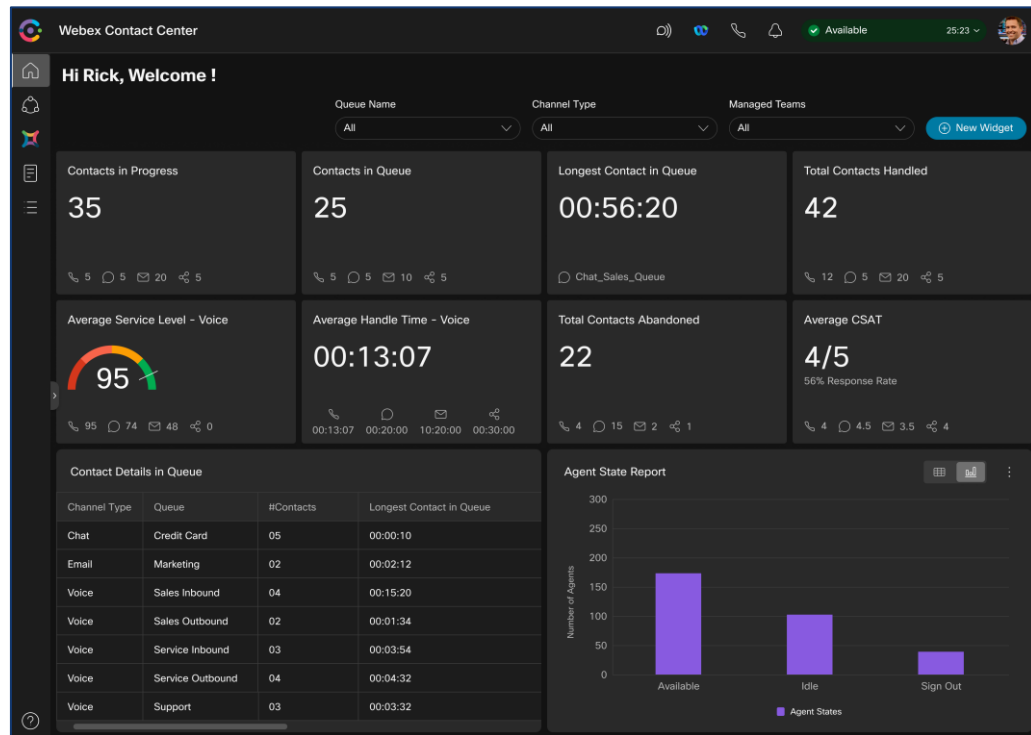 Webex Contact Center
Available 25:23
Hi Rick, Welcome !
Queue Name Channel Type Managed Teams
All All All New Widget
Contacts in Progress
35
5 5 20 5
Contacts in Queue
25
5 5 10 5
Longest Contact in Queue
00:56:20
Chat_Sales_Queue
Total Contacts Handled
42
12 5 20 5
Average Service Level - Voice
95
95 74 48 0
Average Handle Time - Voice
00:13:07
00:13:07 00:20:00 10:20:00 00:30:00
Total Contacts Abandoned
22
4 15 2 1
Average CSAT
4/5
56% Response Rate
4 4.5 3.5 4
Contact Details in Queue
Channel Type Queue #Contacts Longest Contact in Queue
Chat Credit Card 05 00:00:10
Email Marketing 02 00:02:12
Voice Sales Inbound 04 00:15:20
Voice Sales Outbound 02 00:01:34
Voice Service Inbound 03 00:03:54
Voice Service Outbound 04 00:04:32
Voice Support 03 00:03:32
Agent State Report
Number of Agents
300
250
200
150
100
50
0
Available Idle Sign Out
Agent States